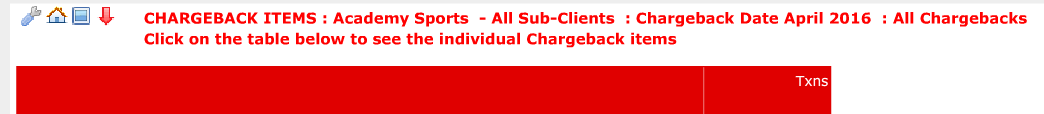 CHARGEBACK ITEMS : Academy Sports - All Sub-Clients : Chargeback Date April 2016 : All Chargebacks
Click on the table below to see the individual Chargeback items
Txns